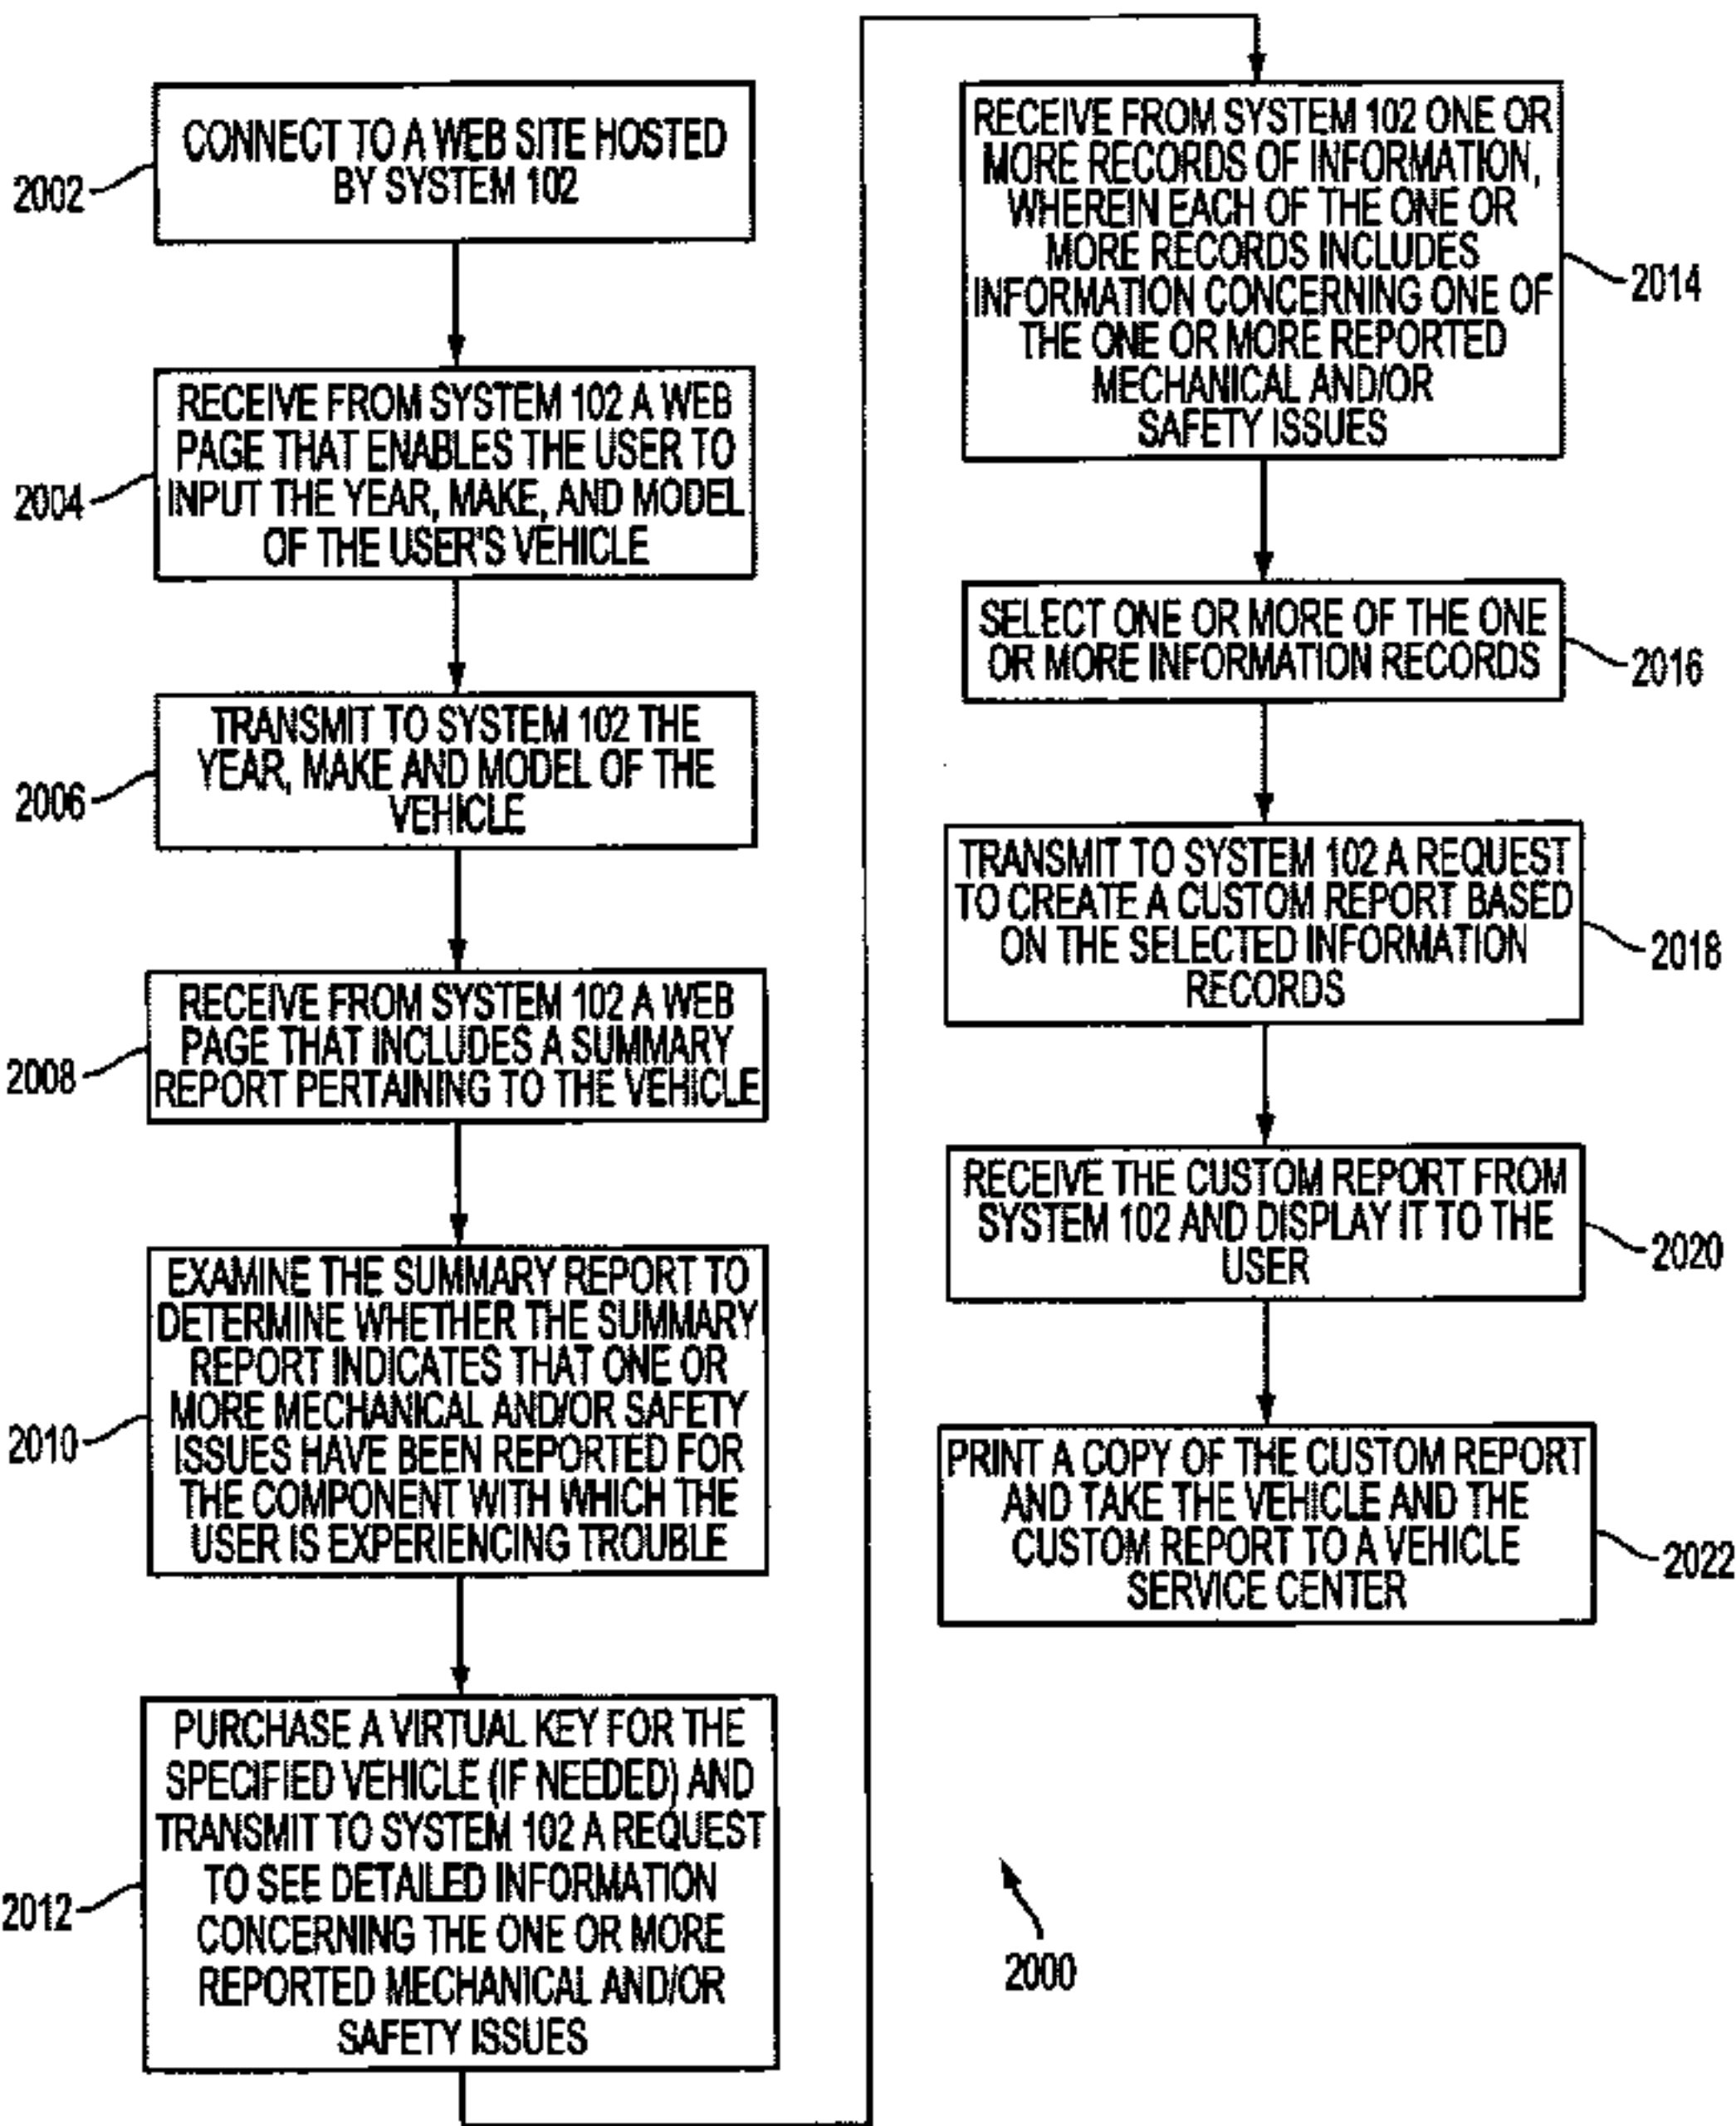 2002
CONNECT TO A WEB SITE HOSTED
BY SYSTEM 102
2004
RECEIVE FROM SYSTEM 102 A WEB
PAGE THAT ENABLES THE USER TO
INPUT THE YEAR, MAKE, AND MODEL
OF THE USER'S VEHICLE
2006
TRANSMIT TO SYSTEM 102 THE
YEAR, MAKE AND MODEL OF THE
VEHICLE
2008
RECEIVE FROM SYSTEM 102 A WEB
PAGE THAT INCLUDES A SUMMARY
REPORT PERTAINING TO THE VEHICLE
2010
EXAMINE THE SUMMARY REPORT TO
DETERMINE WHETHER THE SUMMARY
REPORT INDICATES THAT ONE OR
MORE MECHANICAL AND/OR SAFETY
ISSUES HAVE BEEN REPORTED FOR
THE COMPONENT WITH WHICH THE
USER IS EXPERIENCING TROUBLE
2012
PURCHASE A VIRTUAL KEY FOR THE
SPECIFIED VEHICLE (IF NEEDED) AND
TRANSMIT TO SYSTEM 102 A REQUEST
TO SEE DETAILED INFORMATION
CONCERNING THE ONE OR MORE
REPORTED MECHANICAL AND/OR
SAFETY ISSUES
RECEIVE FROM SYSTEM 102 ONE OR
MORE RECORDS OF INFORMATION,
WHEREIN EACH OF THE ONE OR
MORE RECORDS INCLUDES
INFORMATION CONCERNING ONE OF
THE ONE OR MORE REPORTED
MECHANICAL AND/OR
SAFETY ISSUES
2014
SELECT ONE OR MORE OF THE ONE
OR MORE INFORMATION RECORDS
2016
TRANSMIT TO SYSTEM 102 A REQUEST
TO CREATE A CUSTOM REPORT BASED
ON THE SELECTED INFORMATION
RECORDS
2018
RECEIVE THE CUSTOM REPORT FROM
SYSTEM 102 AND DISPLAY IT TO THE
USER
2020
PRINT A COPY OF THE CUSTOM REPORT
AND TAKE THE VEHICLE AND THE
CUSTOM REPORT TO A VEHICLE
SERVICE CENTER
2022
2000